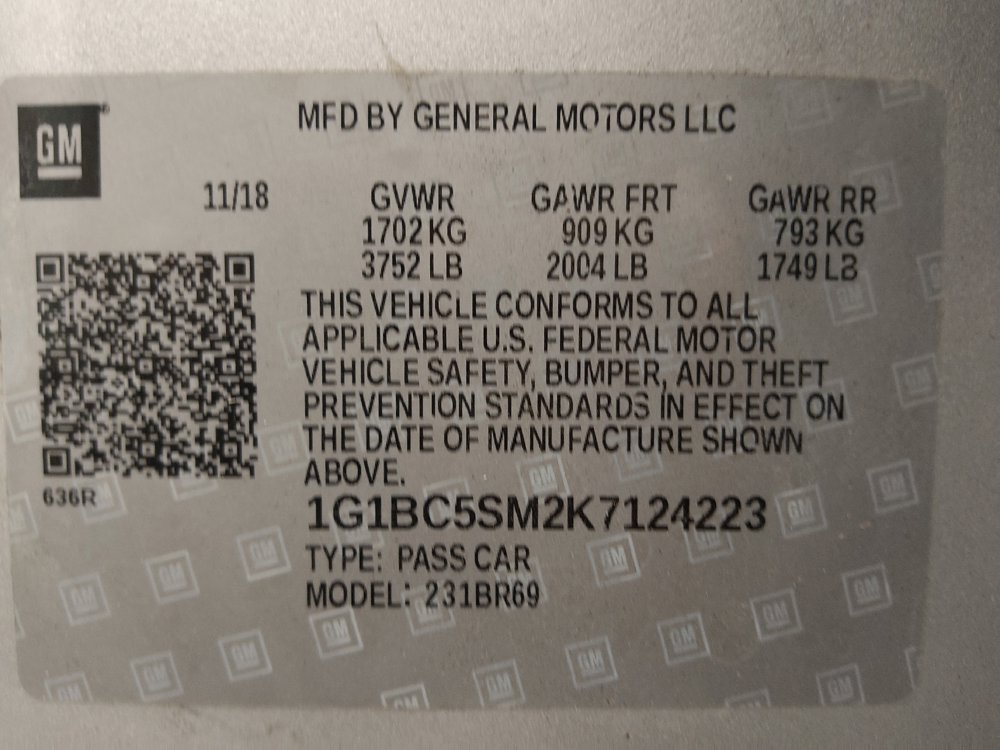 GM
MFD BY GENERAL MOTORS LLC
11/18 GVWR GAWR FRT GAWR RR
1702 KG 909 KG 793 KG
3752 LB 2004 LB 1749 LB
THIS VEHICLE CONFORMS TO ALL
APPLICABLE U.S. FEDERAL MOTOR
VEHICLE SAFETY, BUMPER, AND THEFT
PREVENTION STANDARDS IN EFFECT ON
THE DATE OF MANUFACTURE SHOWN
ABOVE.
636R
1G1BC5SM2K7124223
TYPE: PASS CAR
MODEL: 231BR69